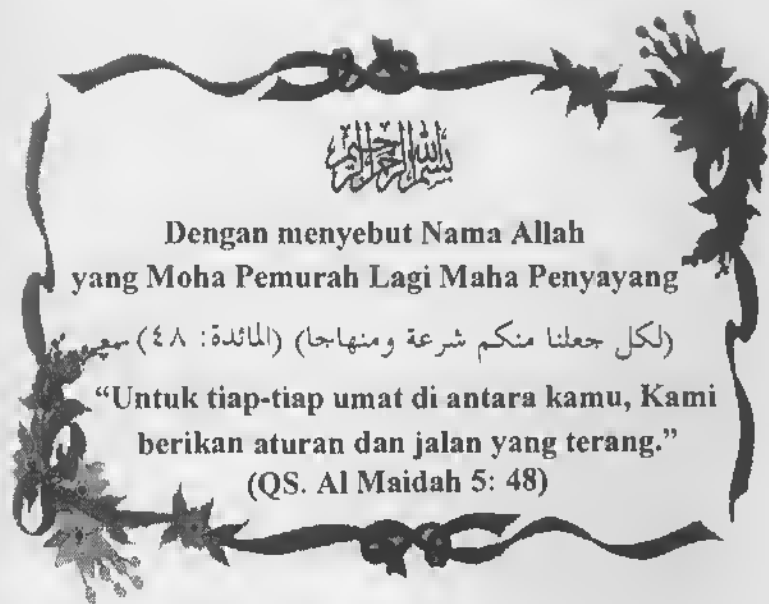 بسم الله الرحمن الرحيم
Dengan menyebut Nama Allah
yang Moha Pemurah Lagi Maha Penyayang
(لكل جعلنا منكم شرعة ومنهاجا) (المائدة: ٤٨)
“Untuk tiap-tiap umat di antara kamu, Kami
berikan aturan dan jalan yang terang.”
(QS. Al Maidah 5: 48)